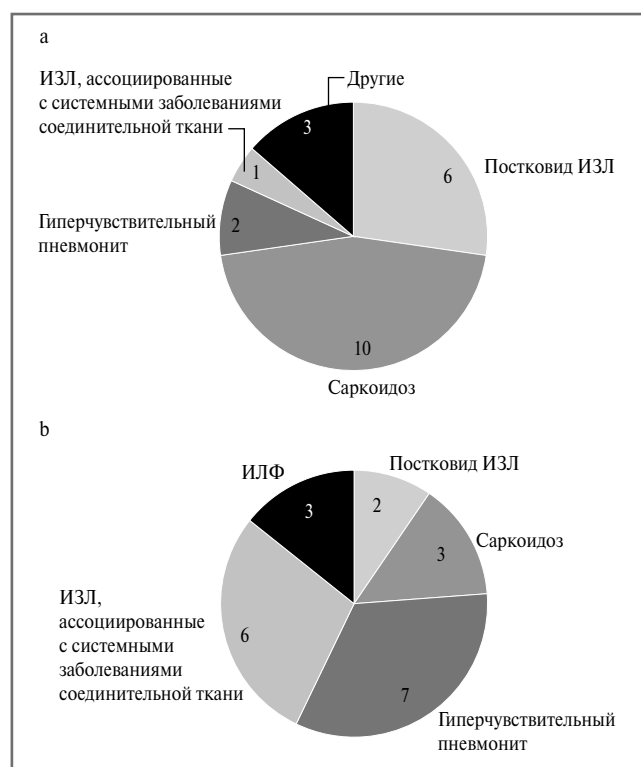 a
ИЗЛ, ассоциированные
с системными заболеваниями
соединительной ткани
Другие
3
1
6
Постковид ИЗЛ
Гиперчувствительный
пневмонит
2
10
Саркоидоз
b
ИЛФ
Постковид ИЗЛ
3
2
Саркоидоз
3
ИЗЛ,
ассоциированные
с системными
заболеваниями
соединительной ткани
6
7
Гиперчувствительный
пневмонит